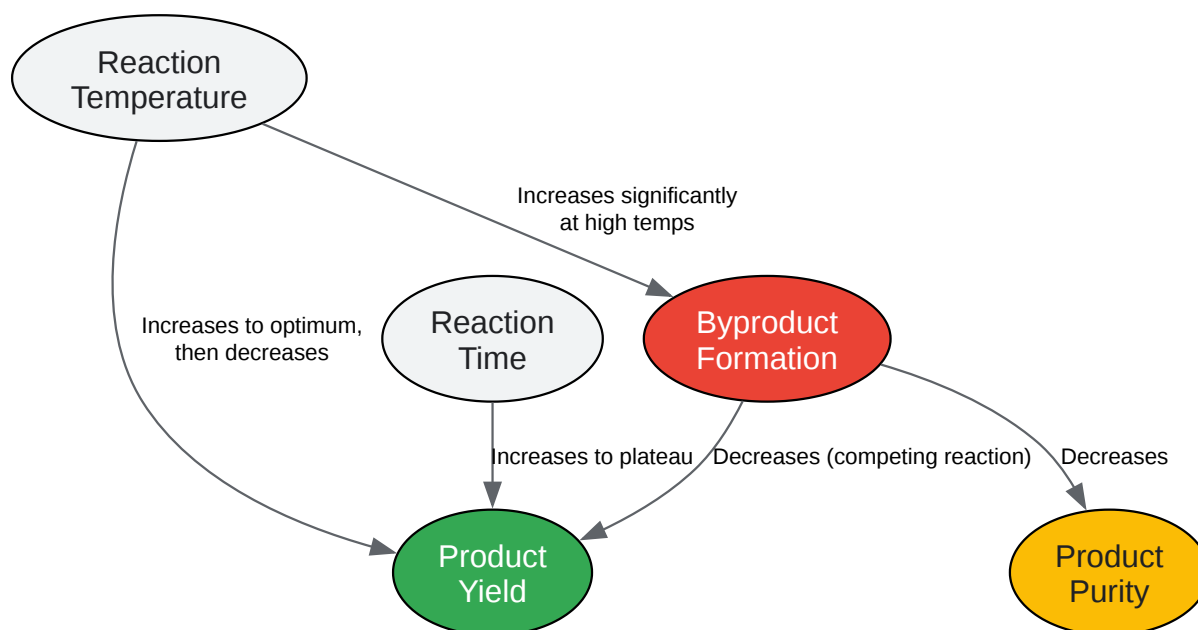 Reaction
Temperature
Increases significantly
at high temps
Increases to optimum,
then decreases
Reaction
Time
Byproduct
Formation
Increases to plateau
Decreases (competing reaction)
Decreases
Product
Yield
Product
Purity